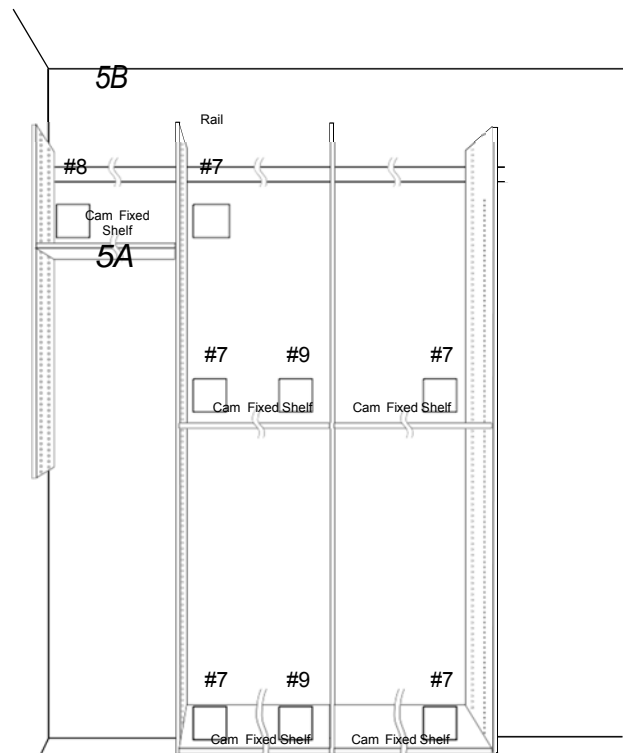 5B
Rail
#8 #7
Cam Fixed
Shelf
5A
#7 #9 #7
Cam Fixed Shelf Cam Fixed Shelf
#7 #9 #7
Cam Fixed Shelf Cam Fixed Shelf